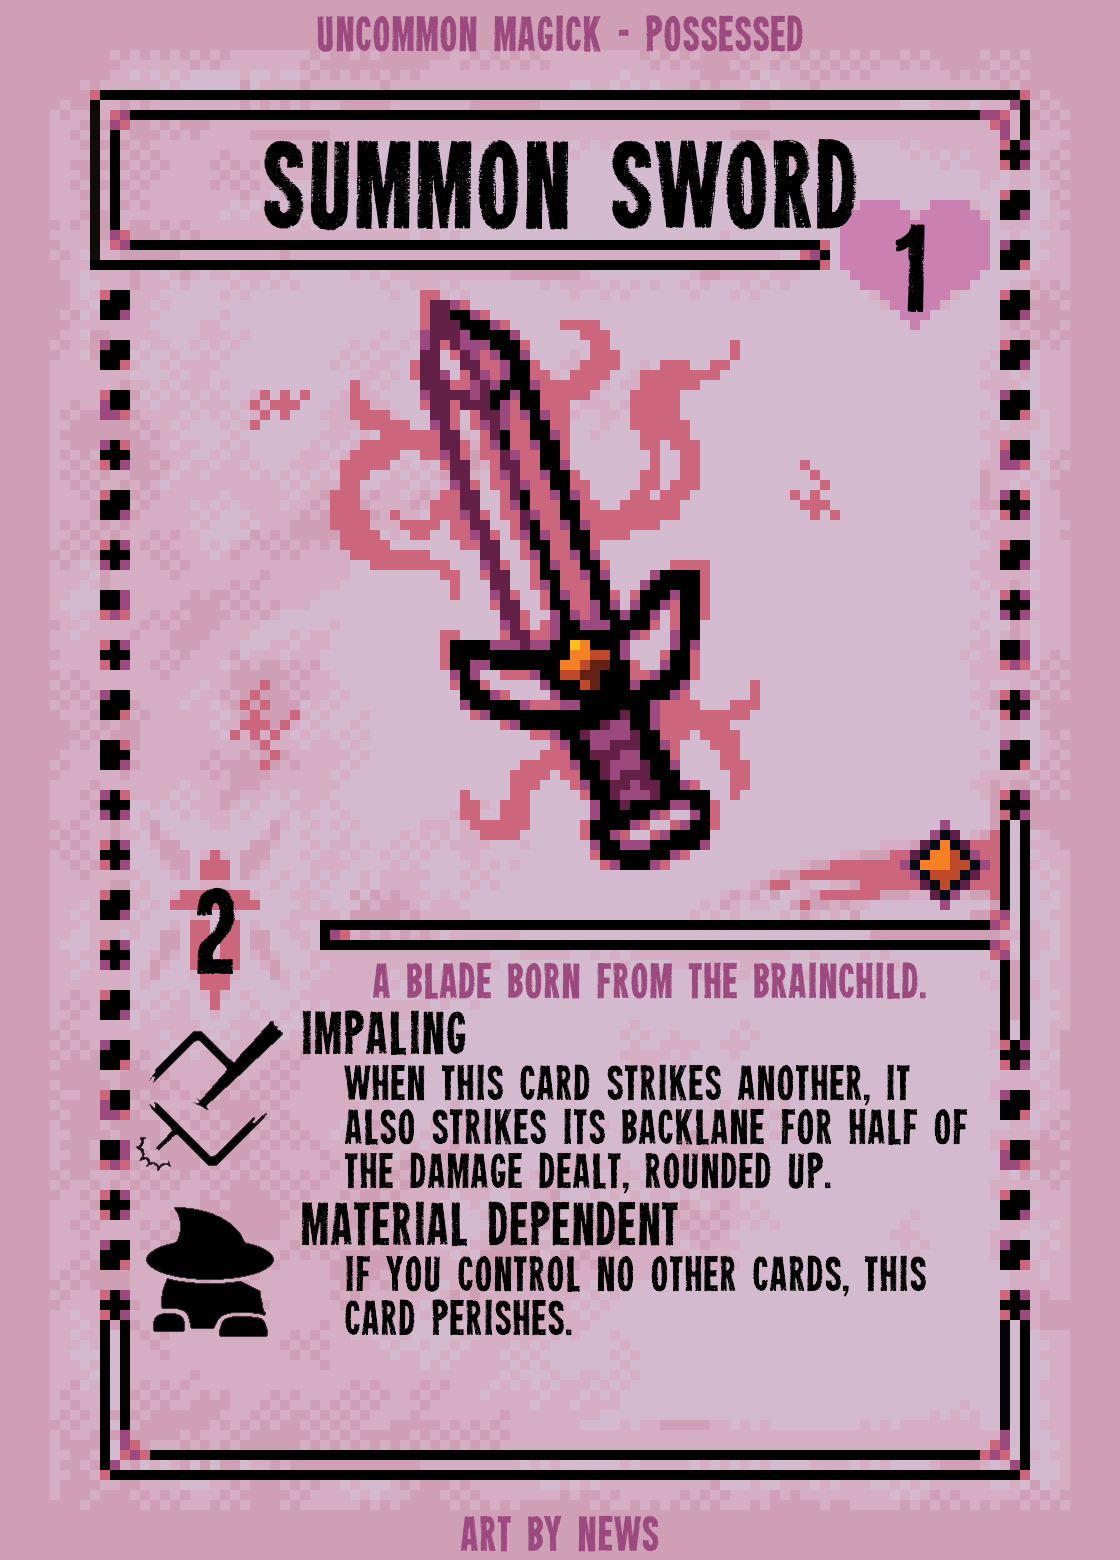 UNCOMMON MAGICK - POSSESSED
SUMMON SWORD
1
2
A BLADE BORN FROM THE BRAINCHILD.
IMPALING
WHEN THIS CARD STRIKES ANOTHER, IT
ALSO STRIKES ITS BACKLANE FOR HALF OF
THE DAMAGE DEALT, ROUNDED UP.
MATERIAL DEPENDENT
IF YOU CONTROL NO OTHER CARDS, THIS
CARD PERISHES.
ART BY NEWS